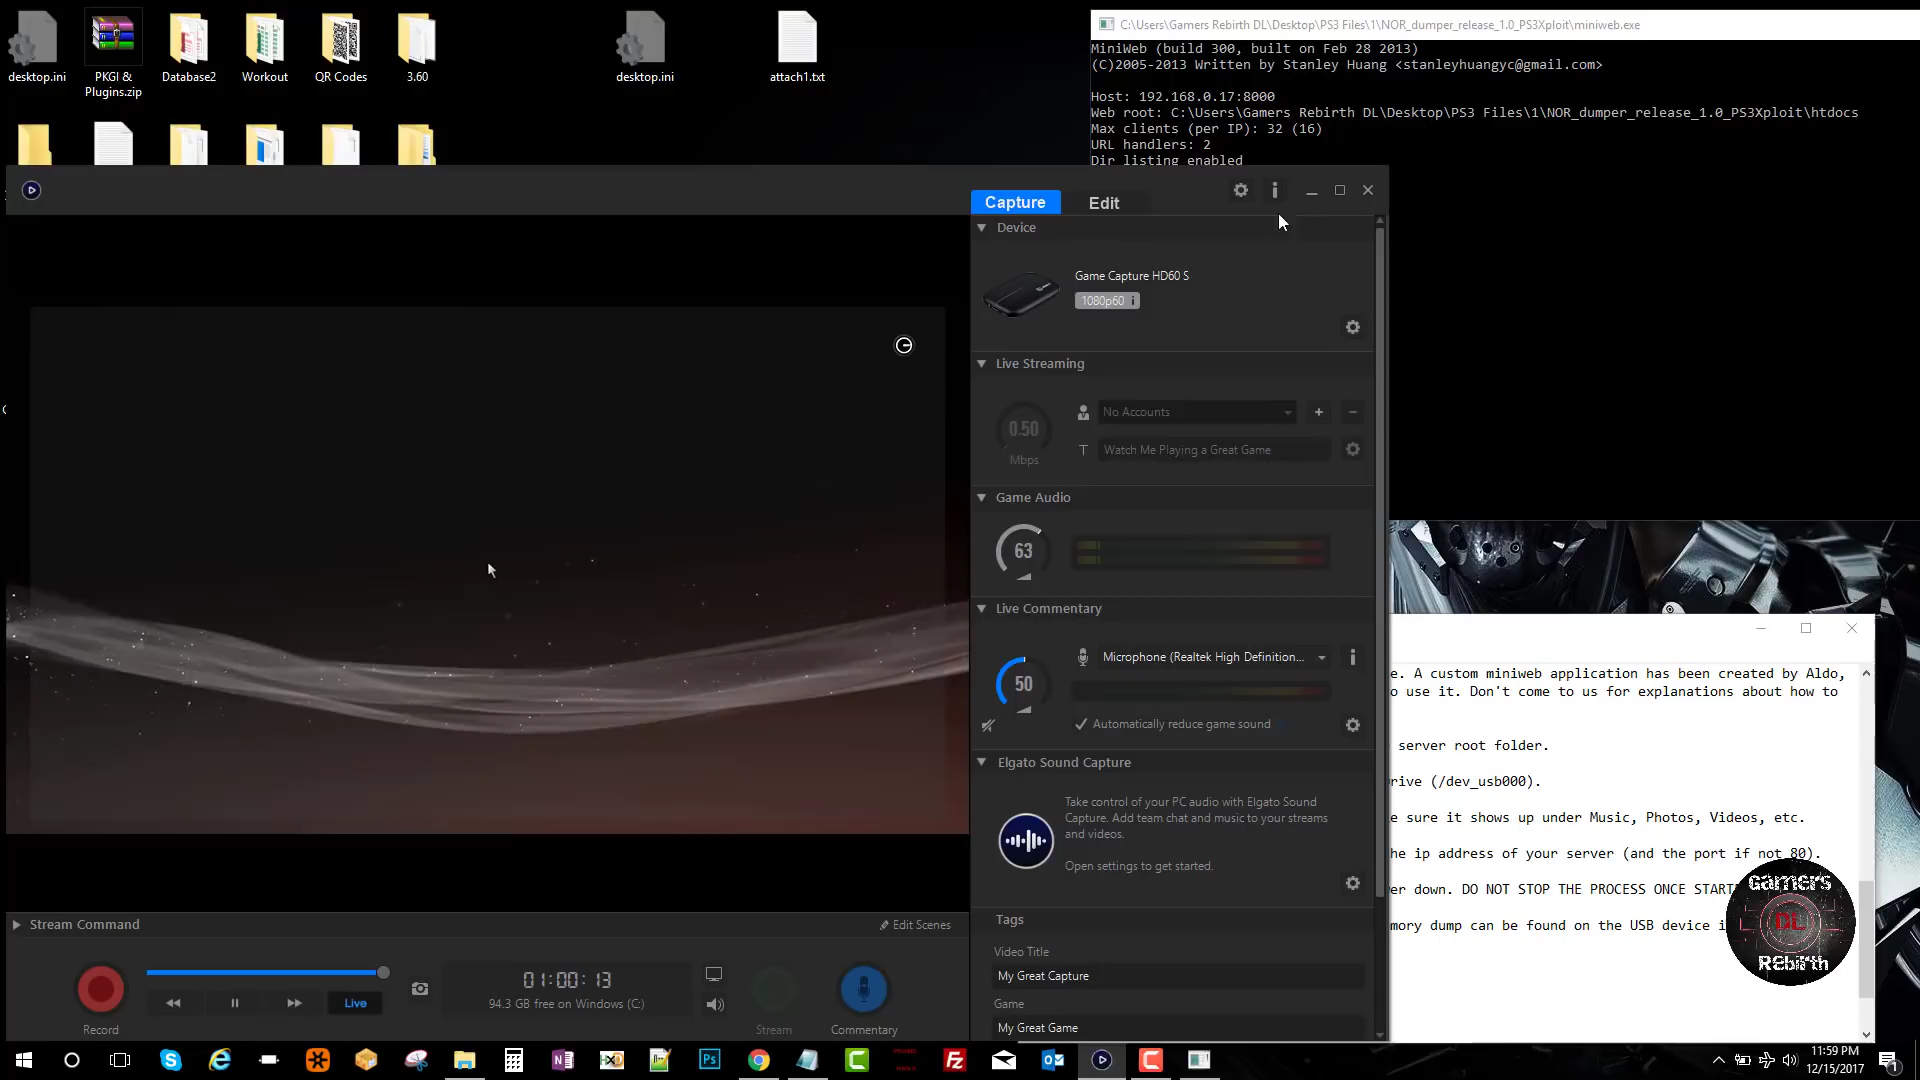 desktop.ini
PKGI &
Plugins.zip
Database2
Workout
QR Codes
3.60
desktop.ini
attach1.txt
C:\Users\Gamers Rebirth DL\Desktop\PS3 Files\1\NOR_dumper_release_1.0_PS3Xploit\miniweb.exe
MiniWeb (build 300, built on Feb 28 2013)
(C)2005-2013 Written by Stanley Huang <stanleyhuangyc@gmail.com>
Host: 192.168.0.17:8000
Web root: C:\Users\Gamers Rebirth DL\Desktop\PS3 Files\1\NOR_dumper_release_1.0_PS3Xploit\htdocs
Max clients (per IP): 32 (16)
URL handlers: 2
Dir listing enabled
Capture
Edit
Device
Game Capture HD60 S
1080p60 i
Live Streaming
0.50
Mbps
No Accounts
T Watch Me Playing a Great Game
Game Audio
63
Live Commentary
Microphone (Realtek High Definition...
50
Automatically reduce game sound
Elgato Sound Capture
Take control of your PC audio with Elgato Sound
Capture. Add team chat and music to your streams
and videos.
Open settings to get started.
Tags
Video Title
My Great Capture
Game
My Great Game
Stream Command
Edit Scenes
Record
Live
01:00:13
94.3 GB free on Windows (C:)
Stream
Commentary
e. A custom miniweb application has been created by Aldo,
o use it. Don't come to us for explanations about how to
server root folder.
rive (/dev_usb000).
e sure it shows up under Music, Photos, Videos, etc.
he ip address of your server (and the port if not 80).
er down. DO NOT STOP THE PROCESS ONCE START
mory dump can be found on the USB device i
Gamers
DL
Rebirth
11:59 PM
12/15/2017